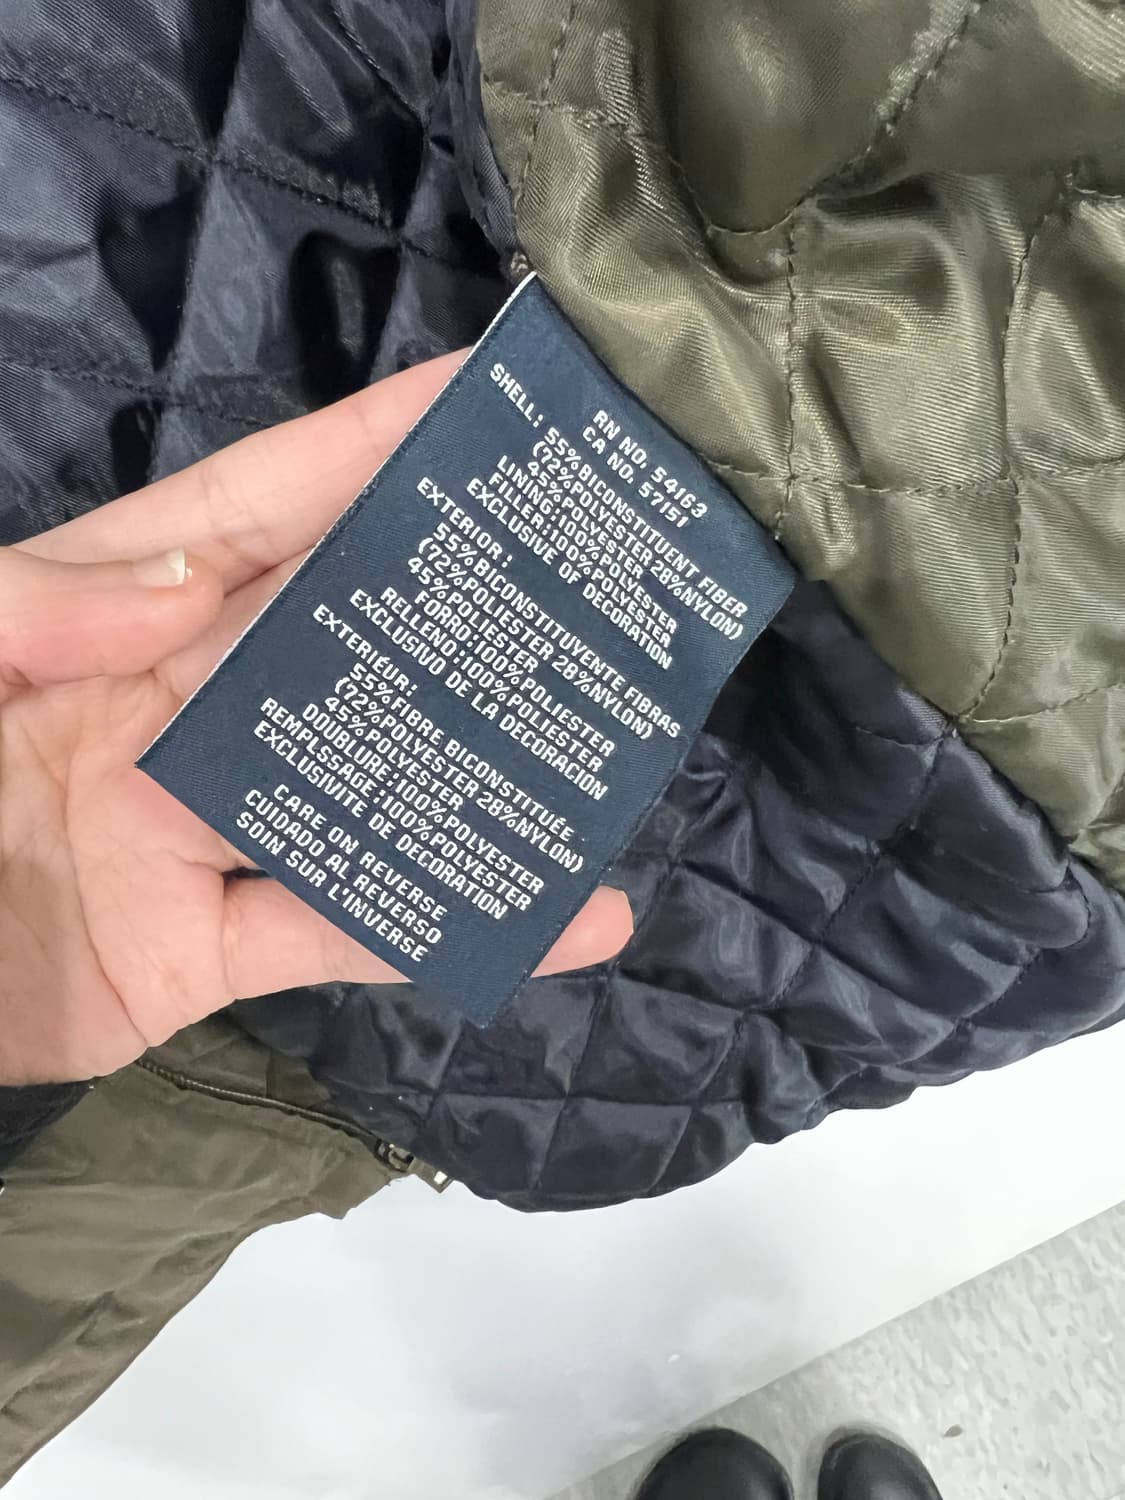 RN NO. 54163
CA NO. 57151
SHELL: 55%BICONSTITUENT FIBER
(72%POLYESTER 28%NYLON)
45%POLYESTER
LINING:100%POLYESTER
FILLER:100%POLYESTER
EXCLUSIVE OF DECORATION
EXTERIOR:
55%BICONSTITUYENTE FIBRAS
(72%POLIESTER 28%NYLON)
45%POLIESTER
FORRO:100%POLIESTER
RELLENO:100%POLIESTER
EXCLUSIVO DE LA DECORACION
EXTERIÉUR:
55%FIBRE BICONSTITUÉE
(72%POLYESTER 28%NYLON)
45%POLYESTER
DOUBLURE:100%POLYESTER
REMPLSSAGE:100%POLYESTER
EXCLUSIVITE DE DECORATION
CARE ON REVERSE
CUIDADO AL REVERSO
SOIN SUR L'INVERSE